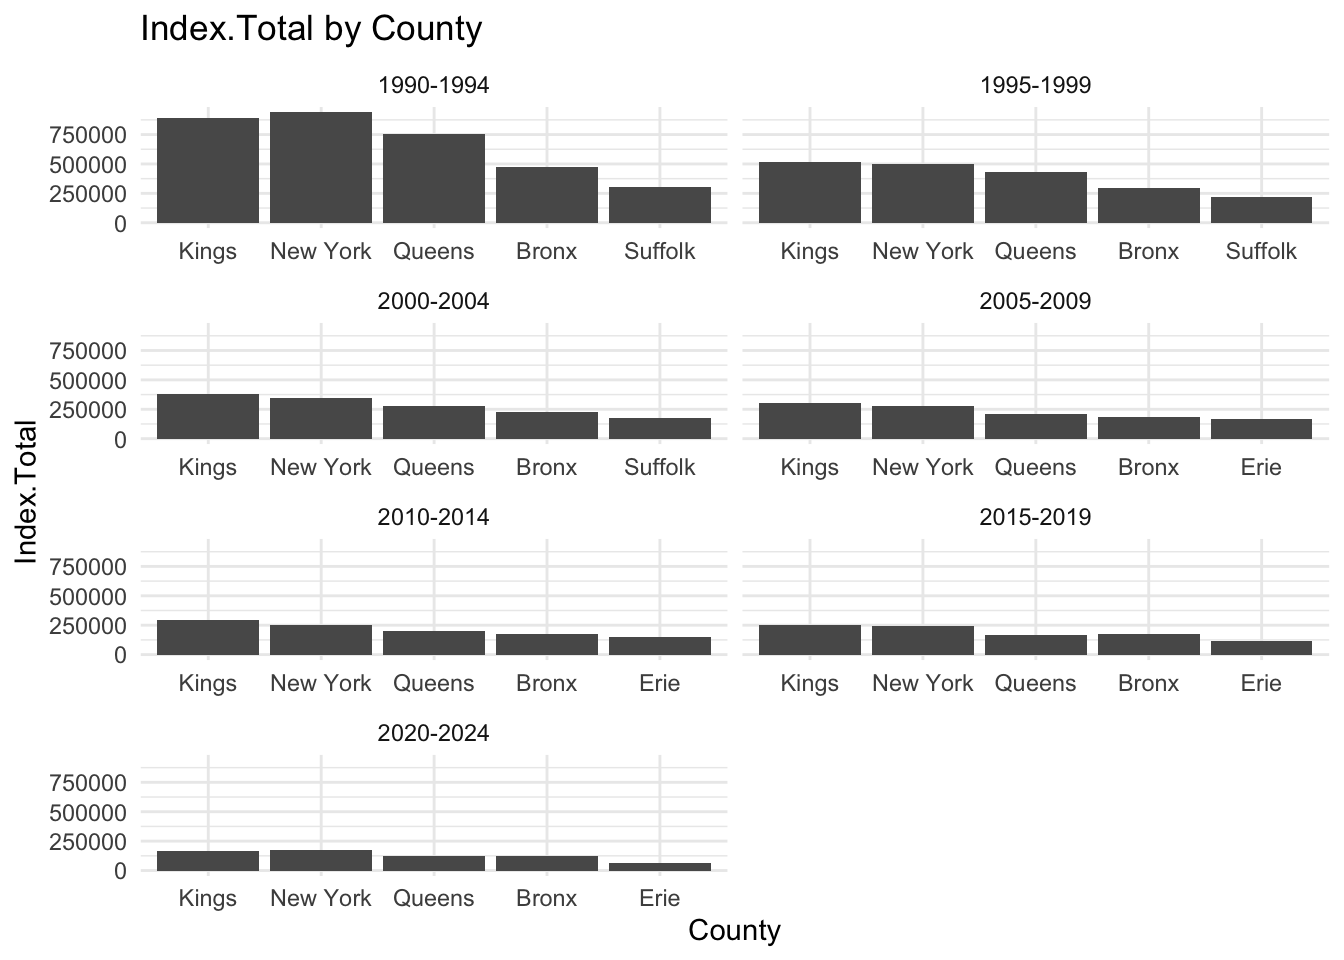 Index.Total by County
1990-1994
1995-1999
750000
500000
250000
0
Kings New York Queens Bronx Suffolk
Kings New York Queens Bronx Suffolk
2000-2004
2005-2009
750000
500000
250000
0
Kings New York Queens Bronx Suffolk
Kings New York Queens Bronx Erie
Index.Total
2010-2014
2015-2019
750000
500000
250000
0
Kings New York Queens Bronx Erie
Kings New York Queens Bronx Erie
2020-2024
750000
500000
250000
0
Kings New York Queens Bronx Erie
County